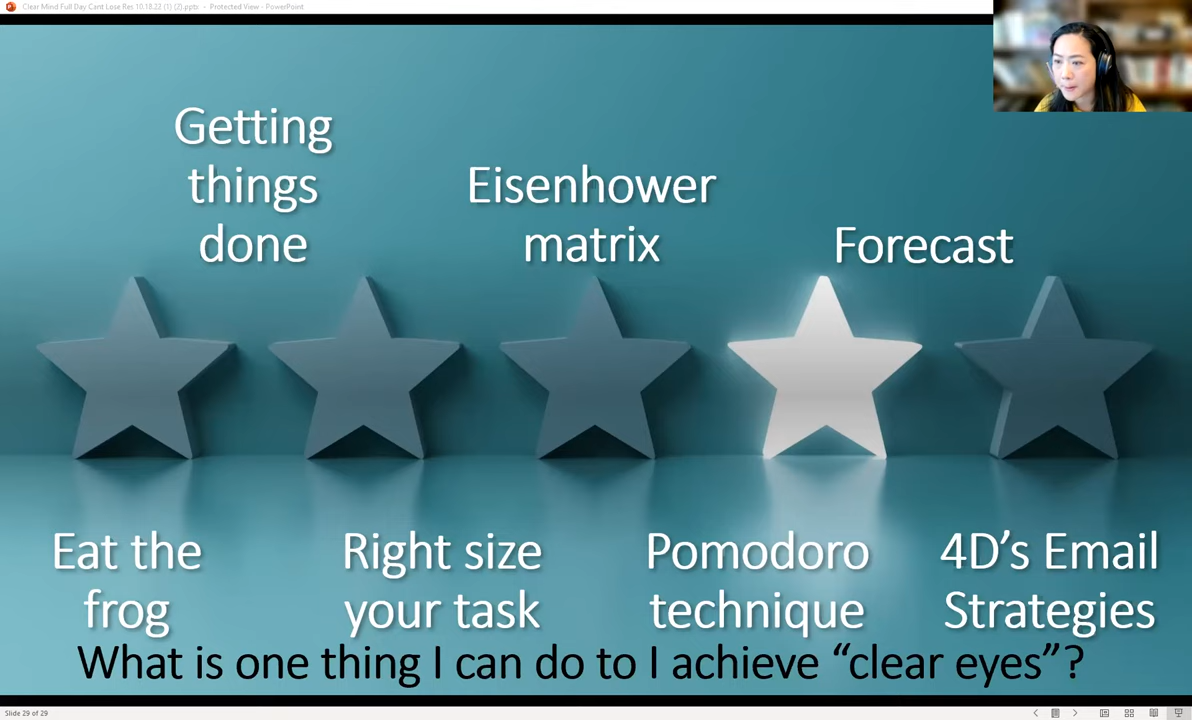 Clear Mind Full Day Cant Lose Rec 10.18.22 (1) (2).pptx - Protected View - PowerPoint
Getting
things
done
Eisenhower
matrix
Forecast
Eat the
frog
Right size
your task
Pomodoro
technique
4D’s Email
Strategies
What is one thing I can do to I achieve “clear eyes”?
Slide 29 of 29